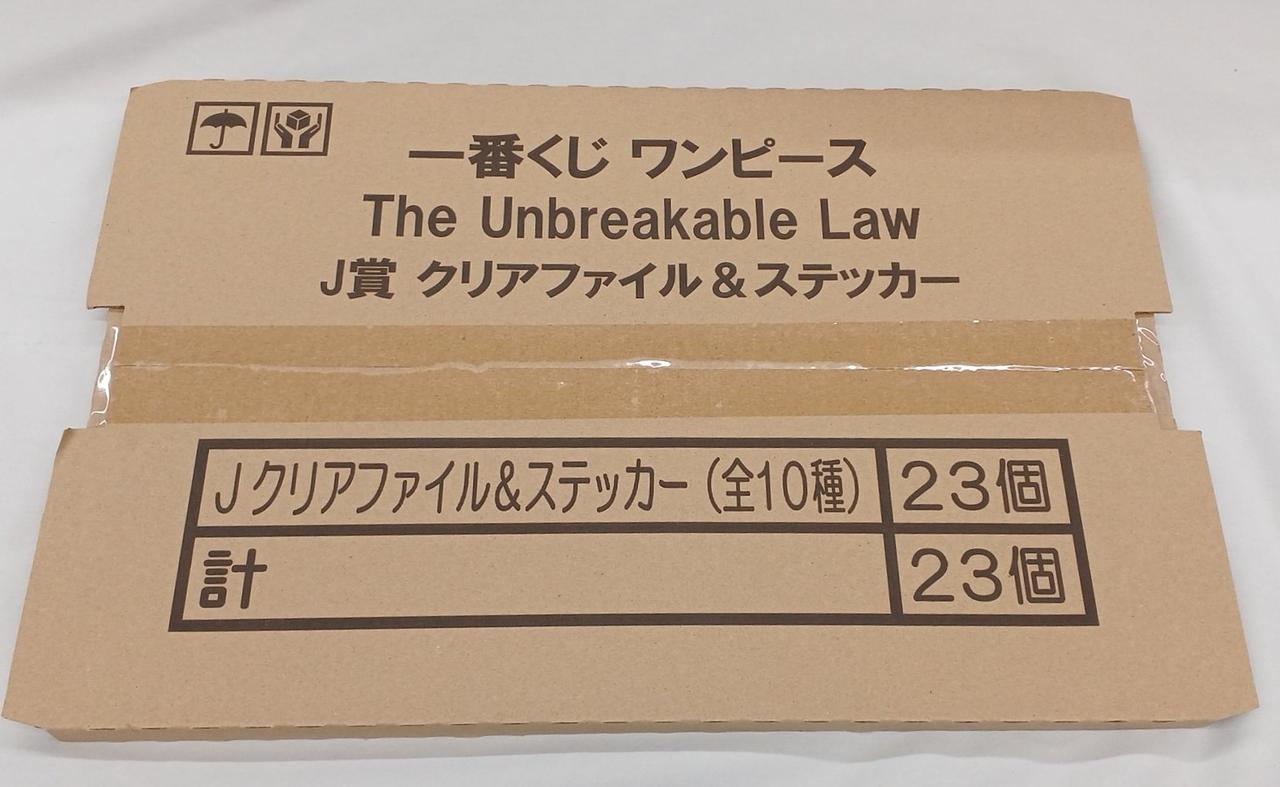 一番くじ ワンピース
The Unbreakable Law
J賞 クリアファイル&ステッカー
Jクリアファイル&ステッカー(全10種) 23個
計 23個